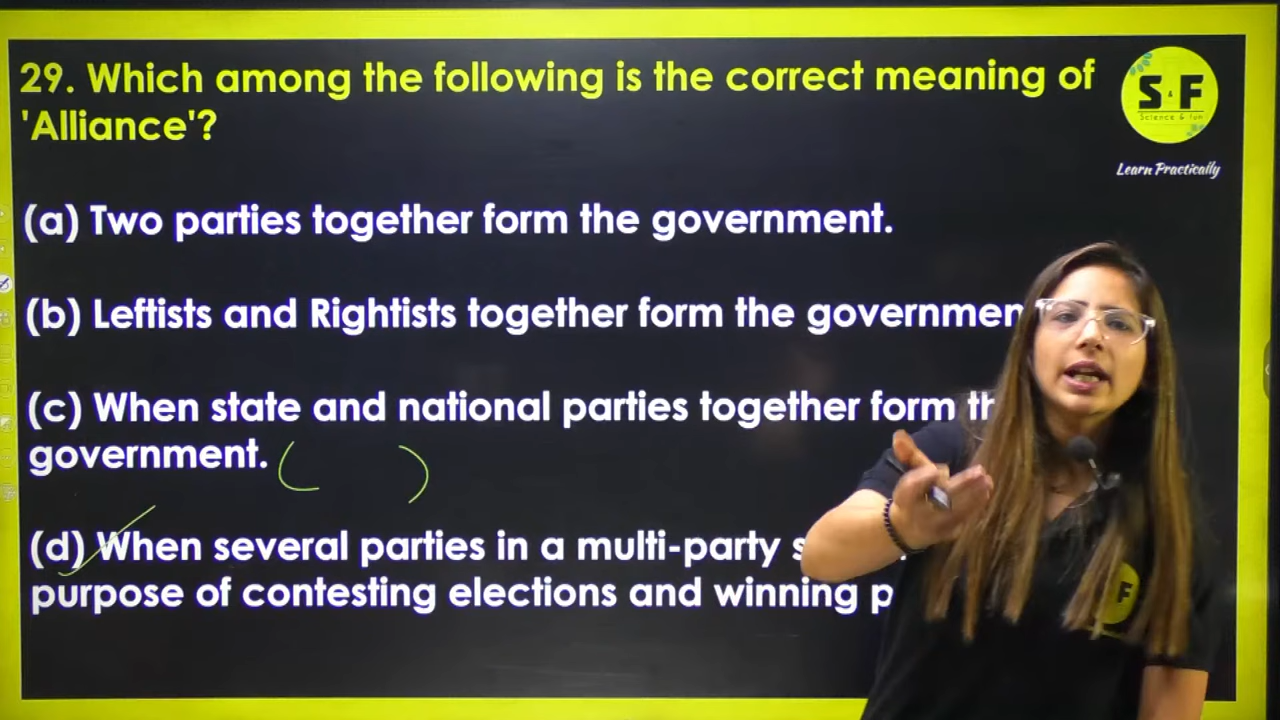 29. Which among the following is the correct meaning of
'Alliance'?
S & F
Science & fun
Learn Practically
(a) Two parties together form the government.
(b) Leftists and Rightists together form the governmen
(c) When state and national parties together form th
government.
(d) When several parties in a multi-party s
purpose of contesting elections and winning p
F